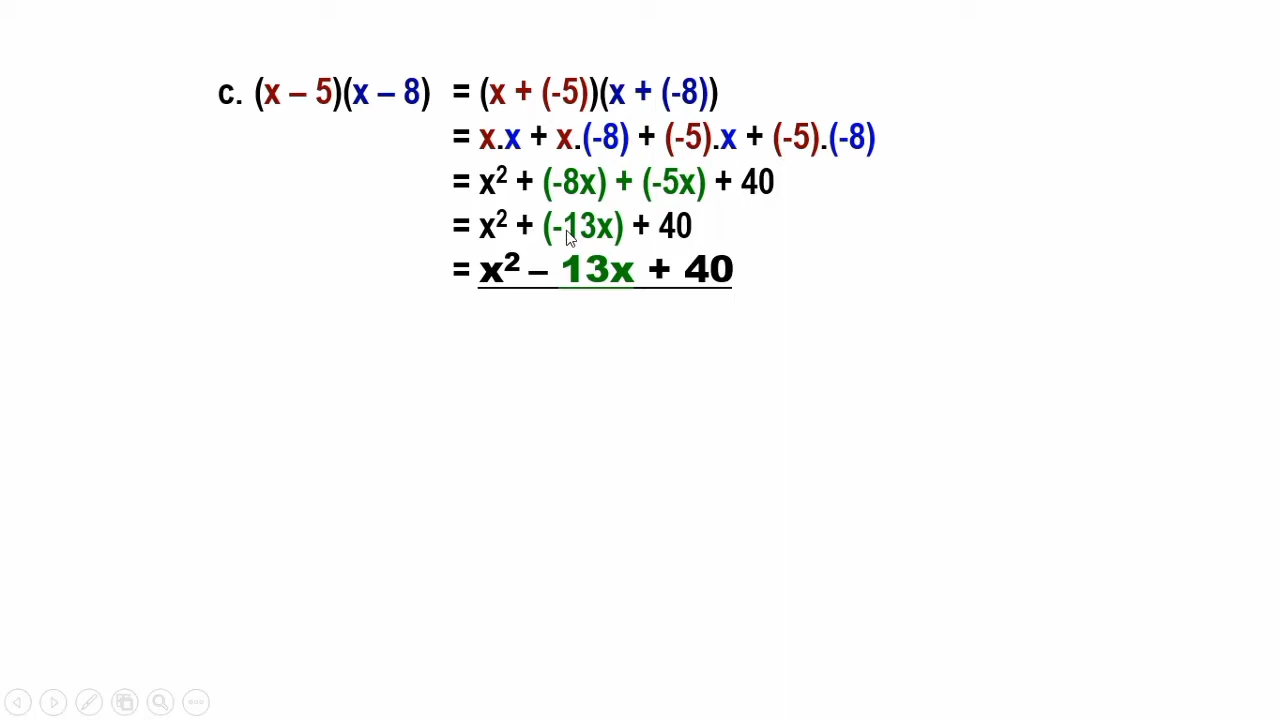 c. (x – 5)(x – 8) = (x + (-5))(x + (-8))
= x.x + x.(-8) + (-5).x + (-5).(-8)
= x² + (-8x) + (-5x) + 40
= x² + (-13x) + 40
= x² – 13x + 40